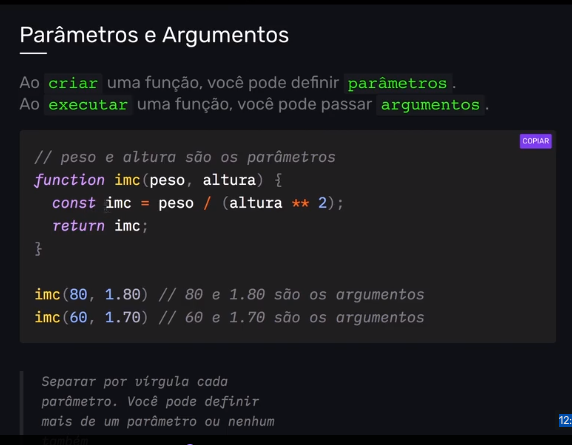 Parâmetros e Argumentos
Ao criar uma função, você pode definir parâmetros.
Ao executar uma função, você pode passar argumentos.
COPIAR
// peso e altura são os parâmetros
function imc(peso, altura) {
const imc = peso / (altura ** 2);
return imc;
}
imc(80, 1.80) // 80 e 1.80 são os argumentos
imc(60, 1.70) // 60 e 1.70 são os argumentos
Separar por vírgula cada
parâmetro. Você pode definir
mais de um parâmetro ou nenhum
também
12: